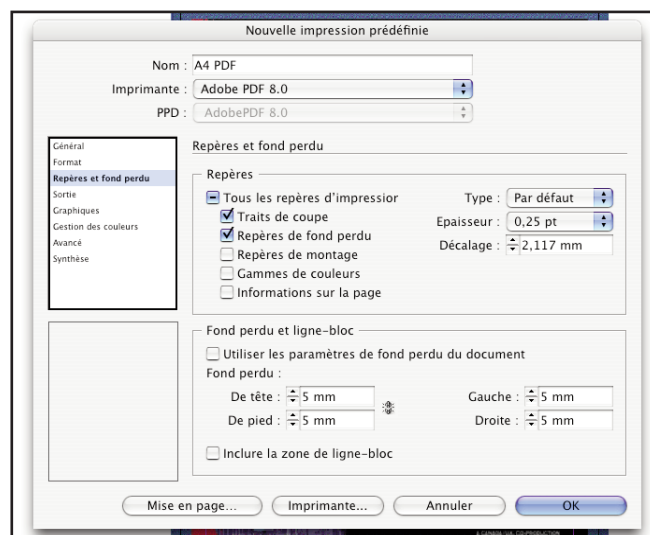 Nouvelle impression prédéfinie
Nom : A4 PDF
Imprimante : Adobe PDF 8.0
PPD : AdobePDF 8.0
Général
Format
Repères et fond perdu
Sortie
Graphiques
Gestion des couleurs
Avancé
Synthèse
Repères et fond perdu
Repères
Tous les repères d'impressior
Type : Par défaut
Traits de coupe
Epaisseur : 0,25 pt
Repères de fond perdu
Décalage : 2,117 mm
Repères de montage
Gammes de couleurs
Informations sur la page
Fond perdu et ligne-bloc
Utiliser les paramètres de fond perdu du document
Fond perdu :
De tête : 5 mm
Gauche : 5 mm
De pied : 5 mm
Droite : 5 mm
Inclure la zone de ligne-bloc
Mise en page... Imprimante... Annuler OK
A CANADA, U.K. CO-PRODUCTION